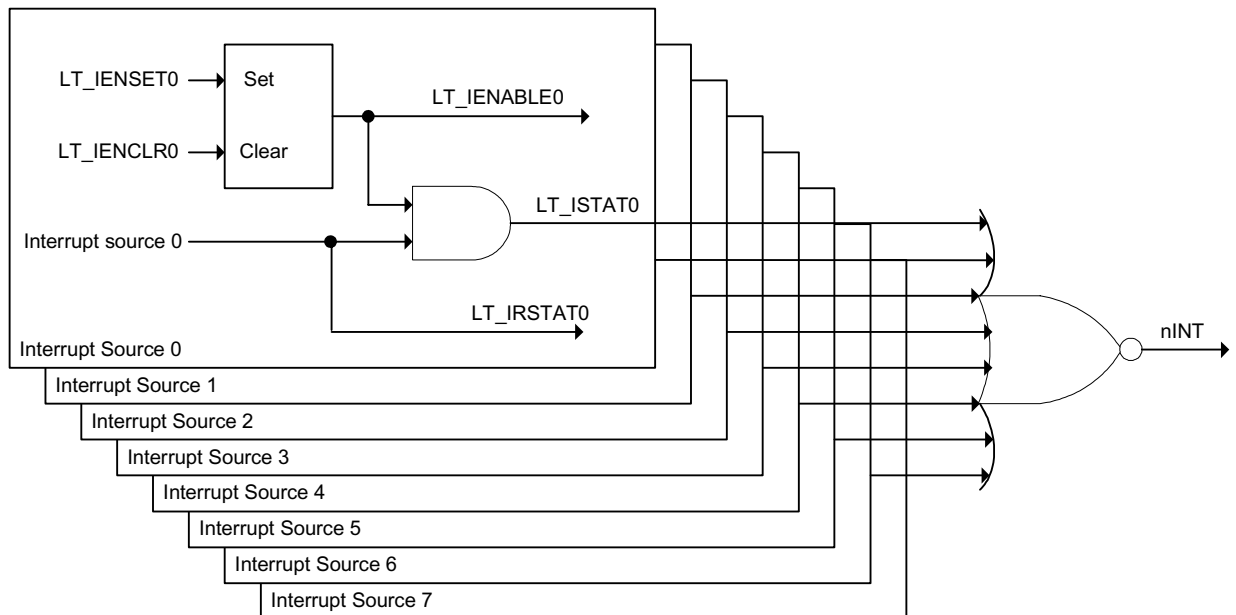 LT_IENSET0
Set
LT_IENABLE0
LT_IENCLR0
Clear
LT_ISTAT0
Interrupt source 0
LT_IRSTAT0
nINT
Interrupt Source 0
Interrupt Source 1
Interrupt Source 2
Interrupt Source 3
Interrupt Source 4
Interrupt Source 5
Interrupt Source 6
Interrupt Source 7